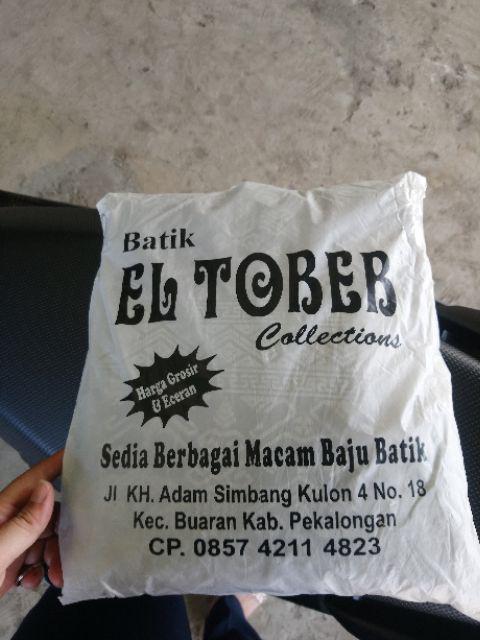 Batik
EL TOBER
Collections
Harga Grosir
& Eceran
Sedia Berbagai Macam Baju Batik
Jl KH. Adam Simbang Kulon 4 No. 18
Kec. Buaran Kab. Pekalongan
CP. 0857 4211 4823